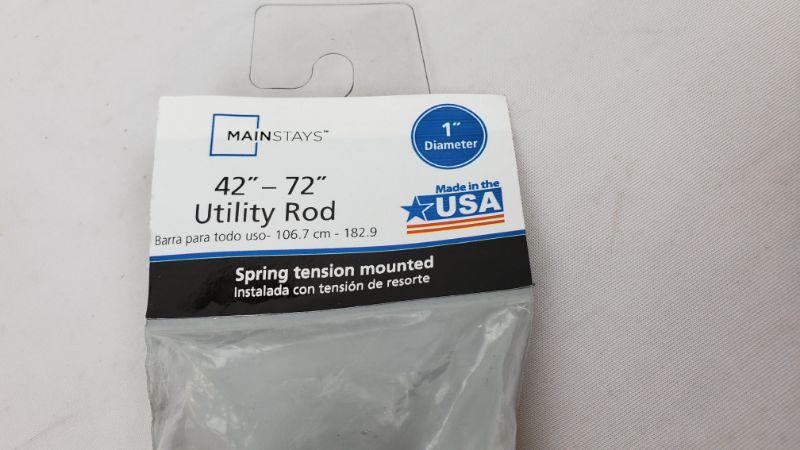 MAINSTAYS™
1″
Diameter
42″ – 72″
Utility Rod
Barra para todo uso- 106.7 cm - 182.9
Made in the
USA
Spring tension mounted
Instalada con tensión de resorte